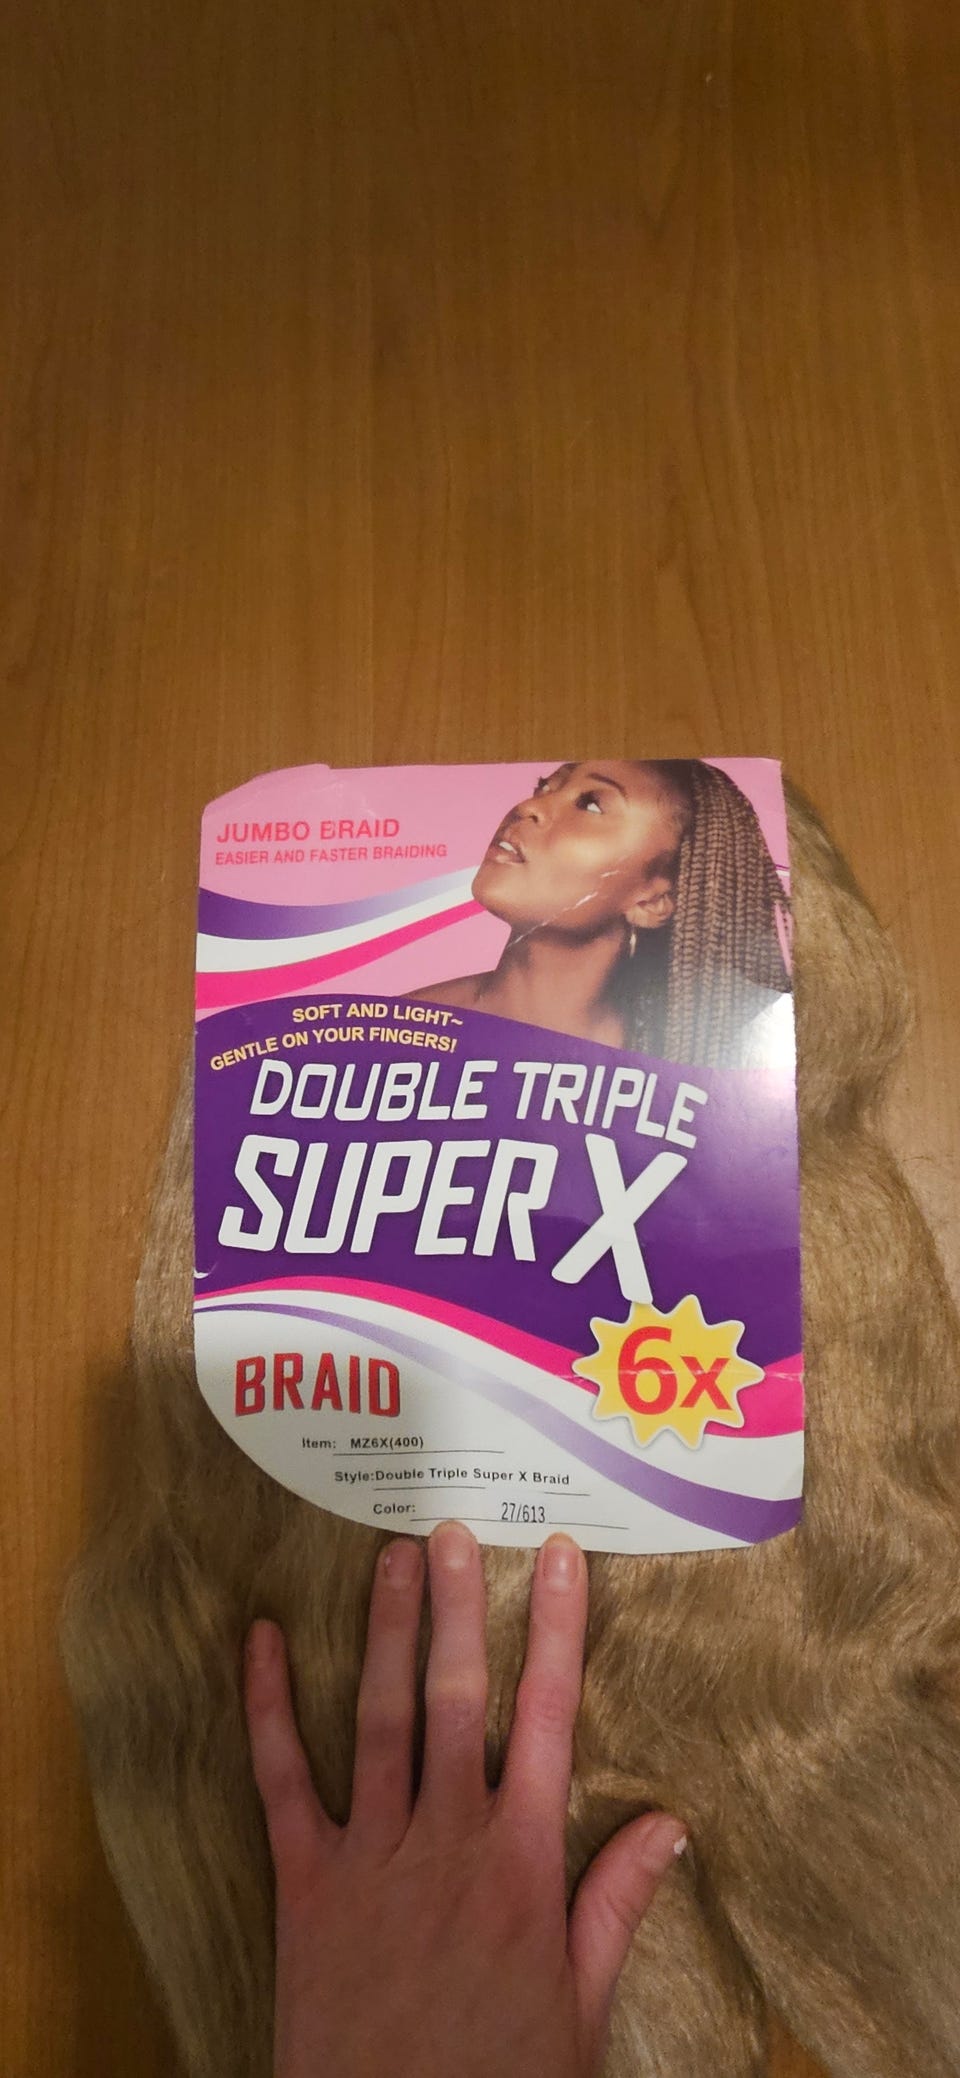 JUMBO BRAID
EASIER AND FASTER BRAIDING
SOFT AND LIGHT~
GENTLE ON YOUR FINGERS!
DOUBLE TRIPLE
SUPER X
6x
BRAID
Item: MZ6X(400)
Style:Double Triple Super X Braid
Color: 27/613